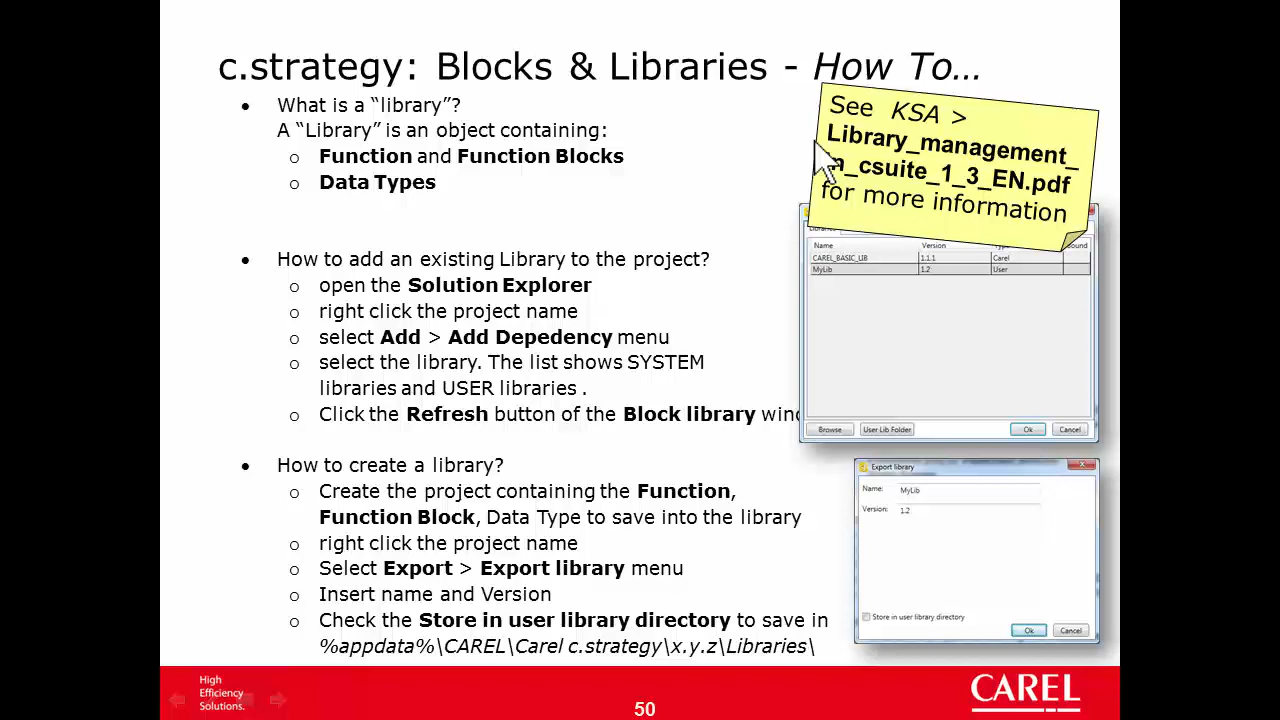 c.strategy: Blocks & Libraries - How To…
• What is a “library”?
A “Library” is an object containing:
o Function and Function Blocks
o Data Types
See KSA >
Library_management_
n_csuite_1_3_EN.pdf
for more information
• How to add an existing Library to the project?
o open the Solution Explorer
o right click the project name
o select Add > Add Depedency menu
o select the library. The list shows SYSTEM
libraries and USER libraries .
o Click the Refresh button of the Block library
Name Version
CAREL_BASIC_LIB 1.1.1 Carel
MyLib 1.2 User
Browse User Lib Folder Ok Cancel
• How to create a library?
o Create the project containing the Function,
Function Block, Data Type to save into the library
o right click the project name
o Select Export > Export library menu
o Insert name and Version
o Check the Store in user library directory to save in
%appdata%\CAREL\Carel c.strategy\x.y.z\Libraries\
Export library
Name: MyLib
Version: 1.2
Store in user library directory
Ok Cancel
High
Efficiency
Solutions.
50
CAREL